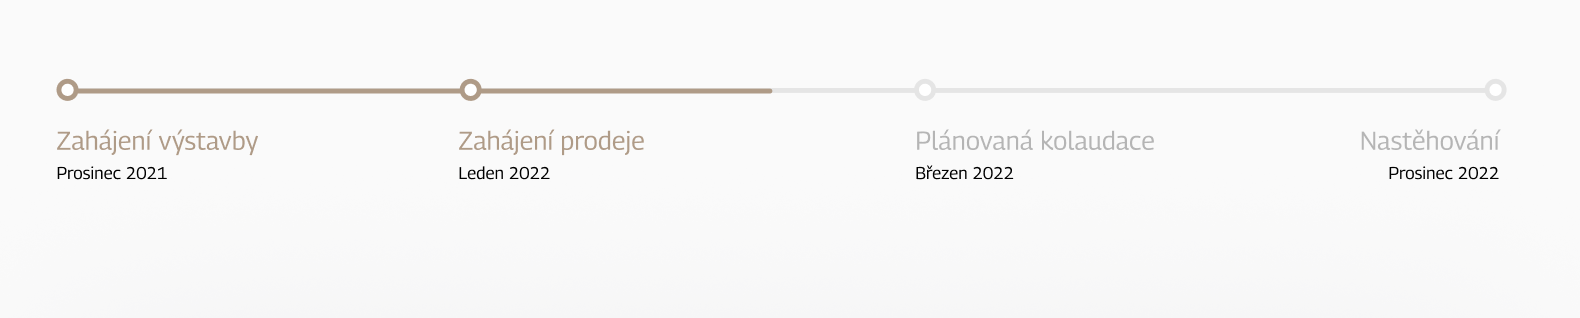 Zahájení výstavby
Prosinec 2021
Zahájení prodeje
Leden 2022
Plánovaná kolaudace
Březen 2022
Nastěhování
Prosinec 2022